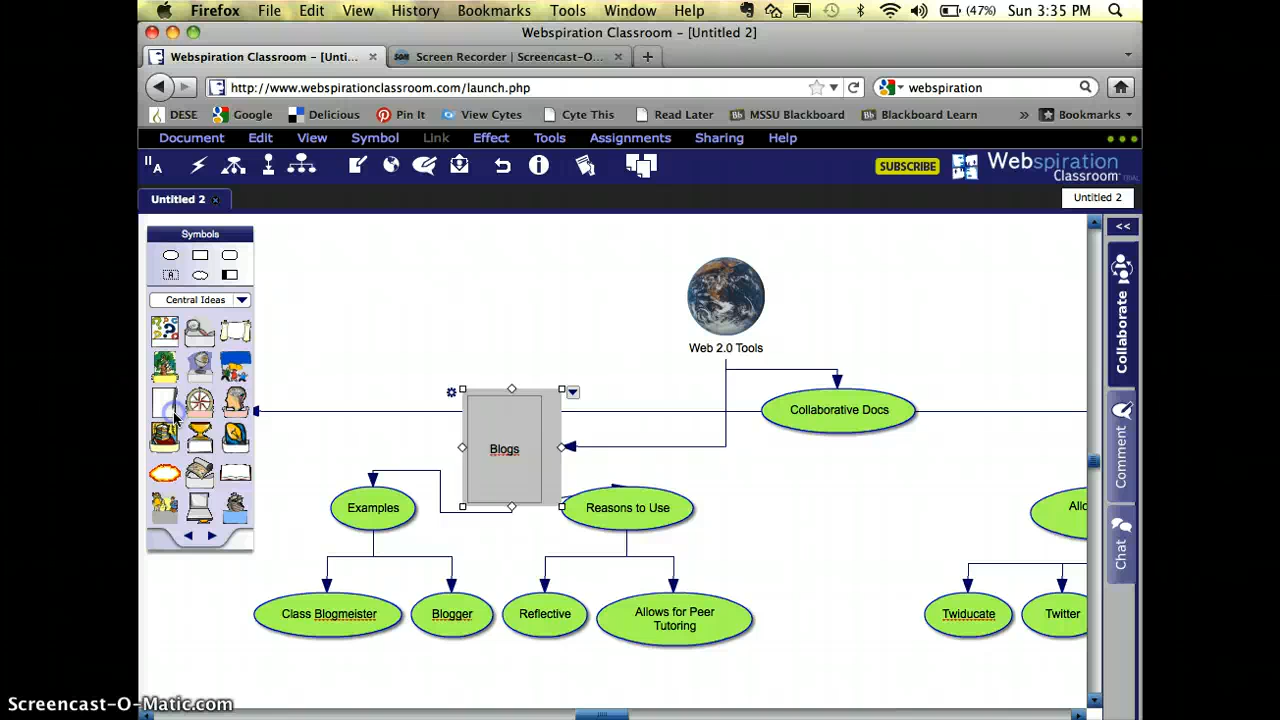 Firefox File Edit View History Bookmarks Tools Window Help (47%) Sun 3:35 PM
Webspiration Classroom – [Untitled 2]
Webspiration Classroom – [Unti... Screen Recorder | Screencast-O...
http://www.webspirationclassroom.com/launch.php webspiration
DESE Google Delicious Pin It View Cytes Cyte This Read Later MSSU Blackboard Blackboard Learn » Bookmarks
Document Edit View Symbol Link Effect Tools Assignments Sharing Help
SUBSCRIBE Webspiration
Classroom TRIAL
Untitled 2 Untitled 2
Symbols
<<
A
Central Ideas
Collaborate
Web 2.0 Tools
Collaborative Docs
Blogs
Comment
Examples Reasons to Use Allo
Chat
Class Blogmeister Blogger Reflective Allows for Peer
Tutoring Twiducate Twitter
Screencast-O-Matic.com